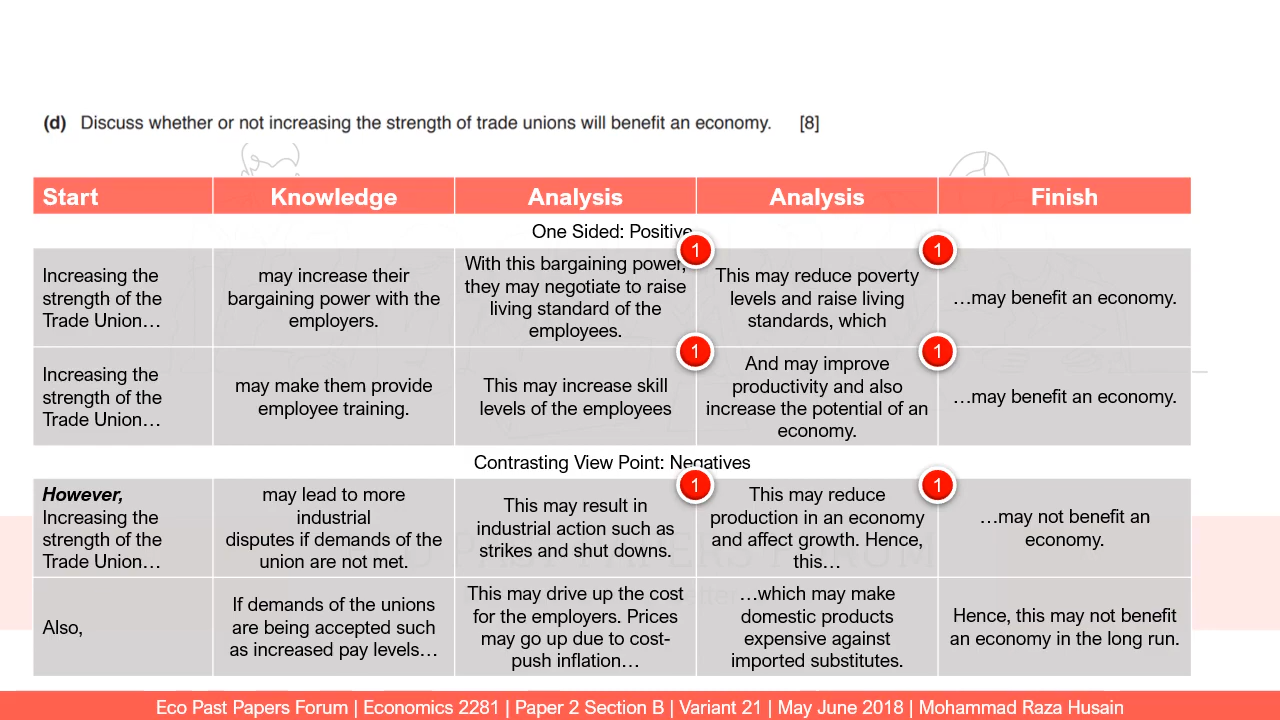 (d) Discuss whether or not increasing the strength of trade unions will benefit an economy. [8]
Start
Knowledge
Analysis
Analysis
Finish
One Sided: Positive
Increasing the
strength of the
Trade Union…
may increase their
bargaining power with the
employers.
With this bargaining power,
they may negotiate to raise
living standard of the
employees.
1
This may reduce poverty
levels and raise living
standards, which
1
…may benefit an economy.
Increasing the
strength of the
Trade Union…
may make them provide
employee training.
This may increase skill
levels of the employees
1
And may improve
productivity and also
increase the potential of an
economy.
1
…may benefit an economy.
Contrasting View Point: Negatives
However,
Increasing the
strength of the
Trade Union…
may lead to more
industrial
disputes if demands of the
union are not met.
This may result in
industrial action such as
strikes and shut downs.
1
This may reduce
production in an economy
and affect growth. Hence,
this…
1
…may not benefit an
economy.
Also,
If demands of the unions
are being accepted such
as increased pay levels…
This may drive up the cost
for the employers. Prices
may go up due to cost-
push inflation…
…which may make
domestic products
expensive against
imported substitutes.
Hence, this may not benefit
an economy in the long run.
ECO PAST PAPERS FORUM
Eco Past Papers Forum | Economics 2281 | Paper 2 Section B | Variant 21 | May June 2018 | Mohammad Raza Husain